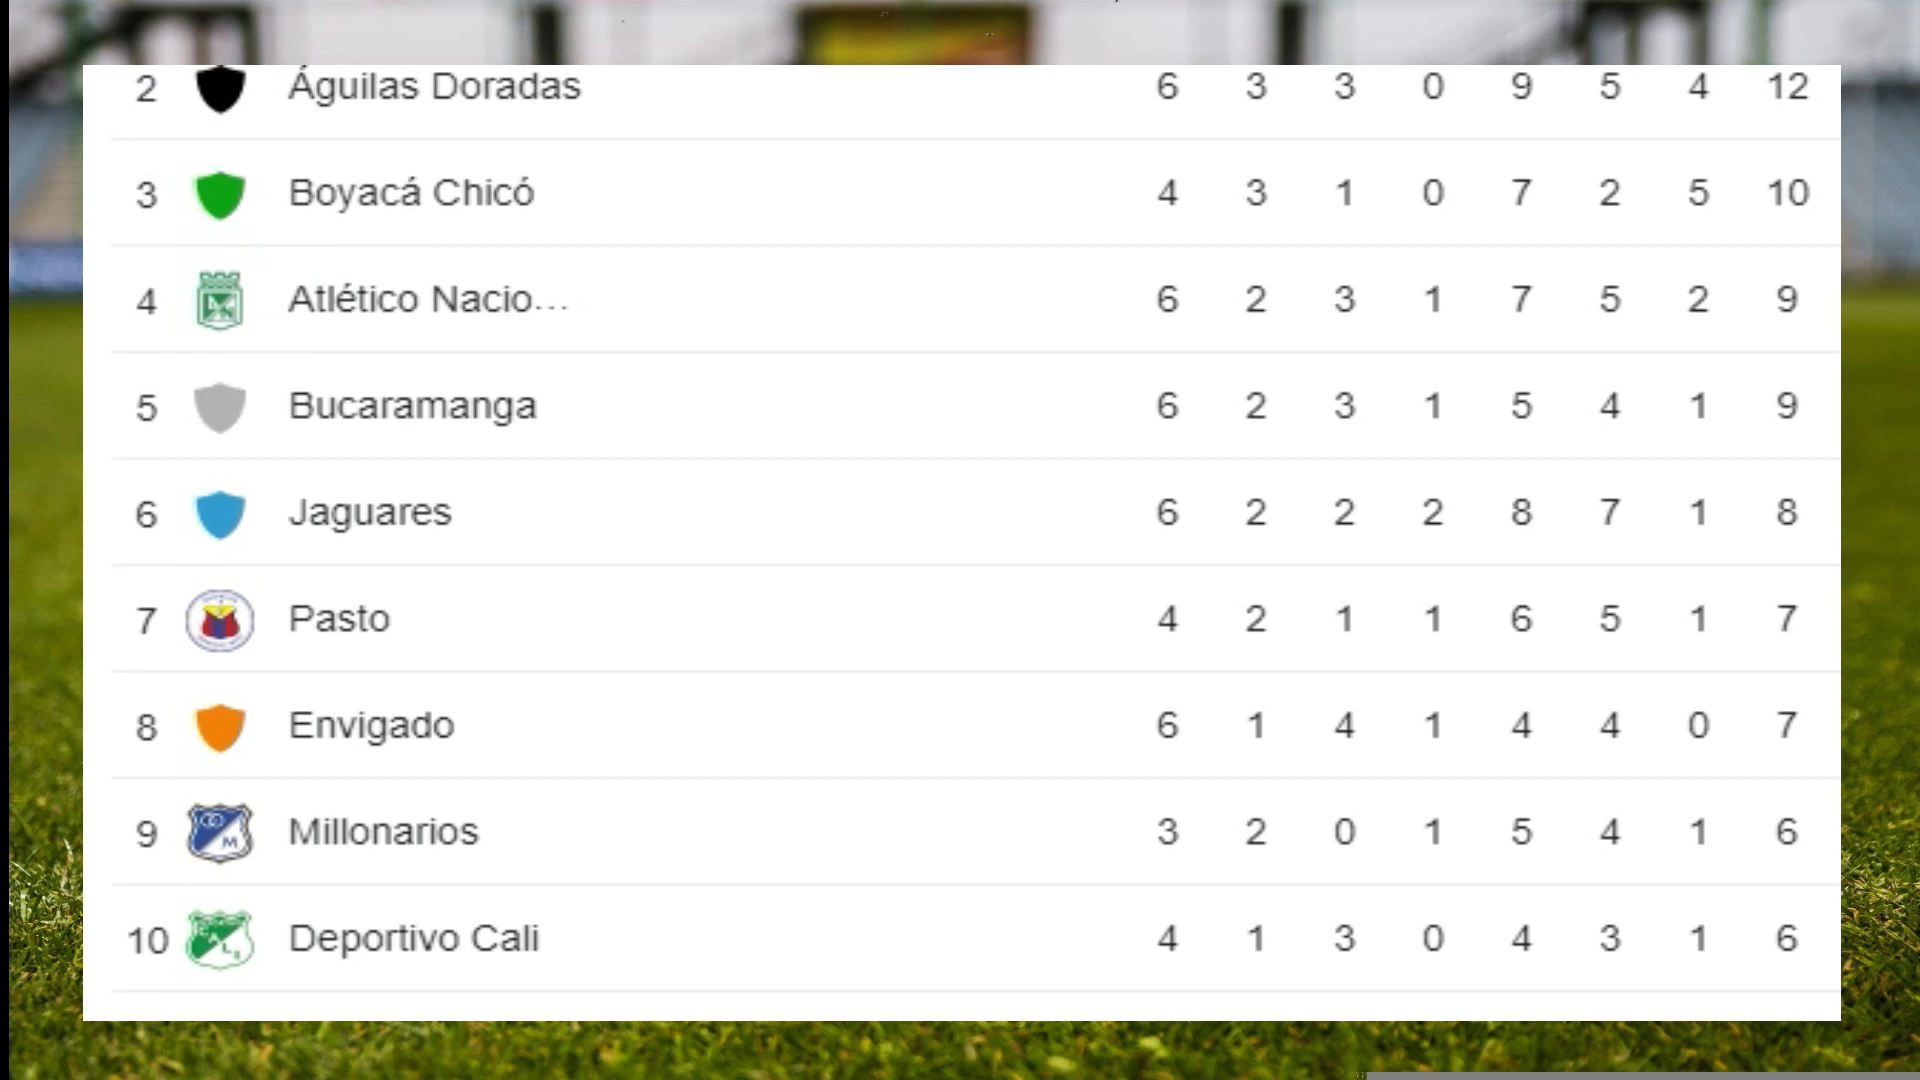 2 Águilas Doradas 6 3 3 0 9 5 4 12
3 Boyacá Chicó 4 3 1 0 7 2 5 10
4 Atlético Nacio... 6 2 3 1 7 5 2 9
5 Bucaramanga 6 2 3 1 5 4 1 9
6 Jaguares 6 2 2 2 8 7 1 8
7 Pasto 4 2 1 1 6 5 1 7
8 Envigado 6 1 4 1 4 4 0 7
9 Millonarios 3 2 0 1 5 4 1 6
10 Deportivo Cali 4 1 3 0 4 3 1 6